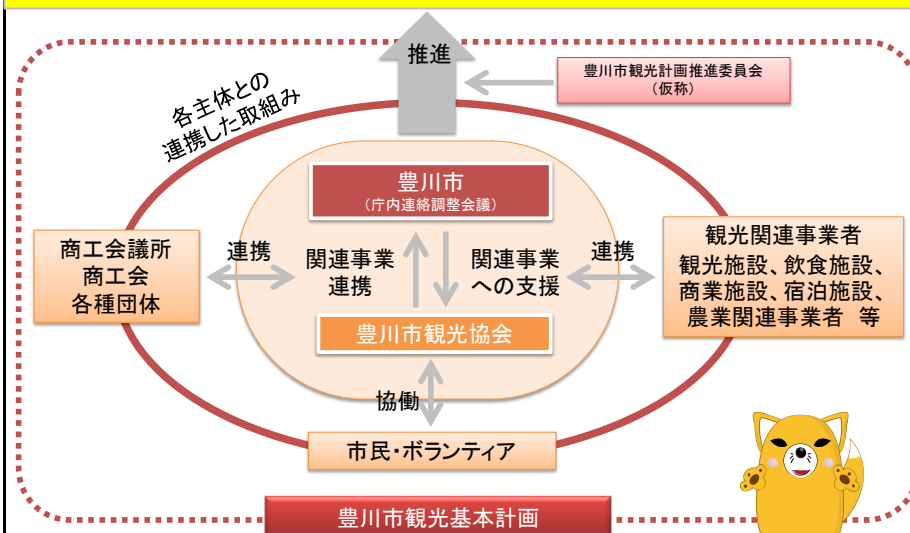 推進
豊川市観光計画推進委員会
（仮称）
各主体との
連携した取組み
豊川市
（庁内連絡調整会議）
商工会議所
商工会
各種団体
連携
関連事業
連携
関連事業
への支援
連携
観光関連事業者
観光施設、飲食施設、
商業施設、宿泊施設、
農業関連事業者　等
豊川市観光協会
協働
市民・ボランティア
豊川市観光基本計画